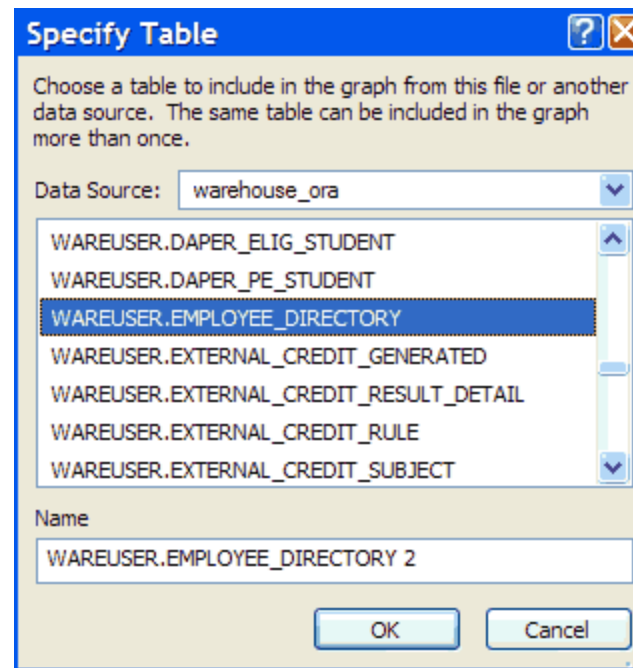 Specify Table
Choose a table to include in the graph from this file or another
data source. The same table can be included in the graph
more than once.
Data Source: warehouse_ora
WAREUSER.DAPER_ELIG_STUDENT
WAREUSER.DAPER_PE_STUDENT
WAREUSER.EMPLOYEE_DIRECTORY
WAREUSER.EXTERNAL_CREDIT_GENERATED
WAREUSER.EXTERNAL_CREDIT_RESULT_DETAIL
WAREUSER.EXTERNAL_CREDIT_RULE
WAREUSER.EXTERNAL_CREDIT_SUBJECT
Name
WAREUSER.EMPLOYEE_DIRECTORY 2
OK Cancel